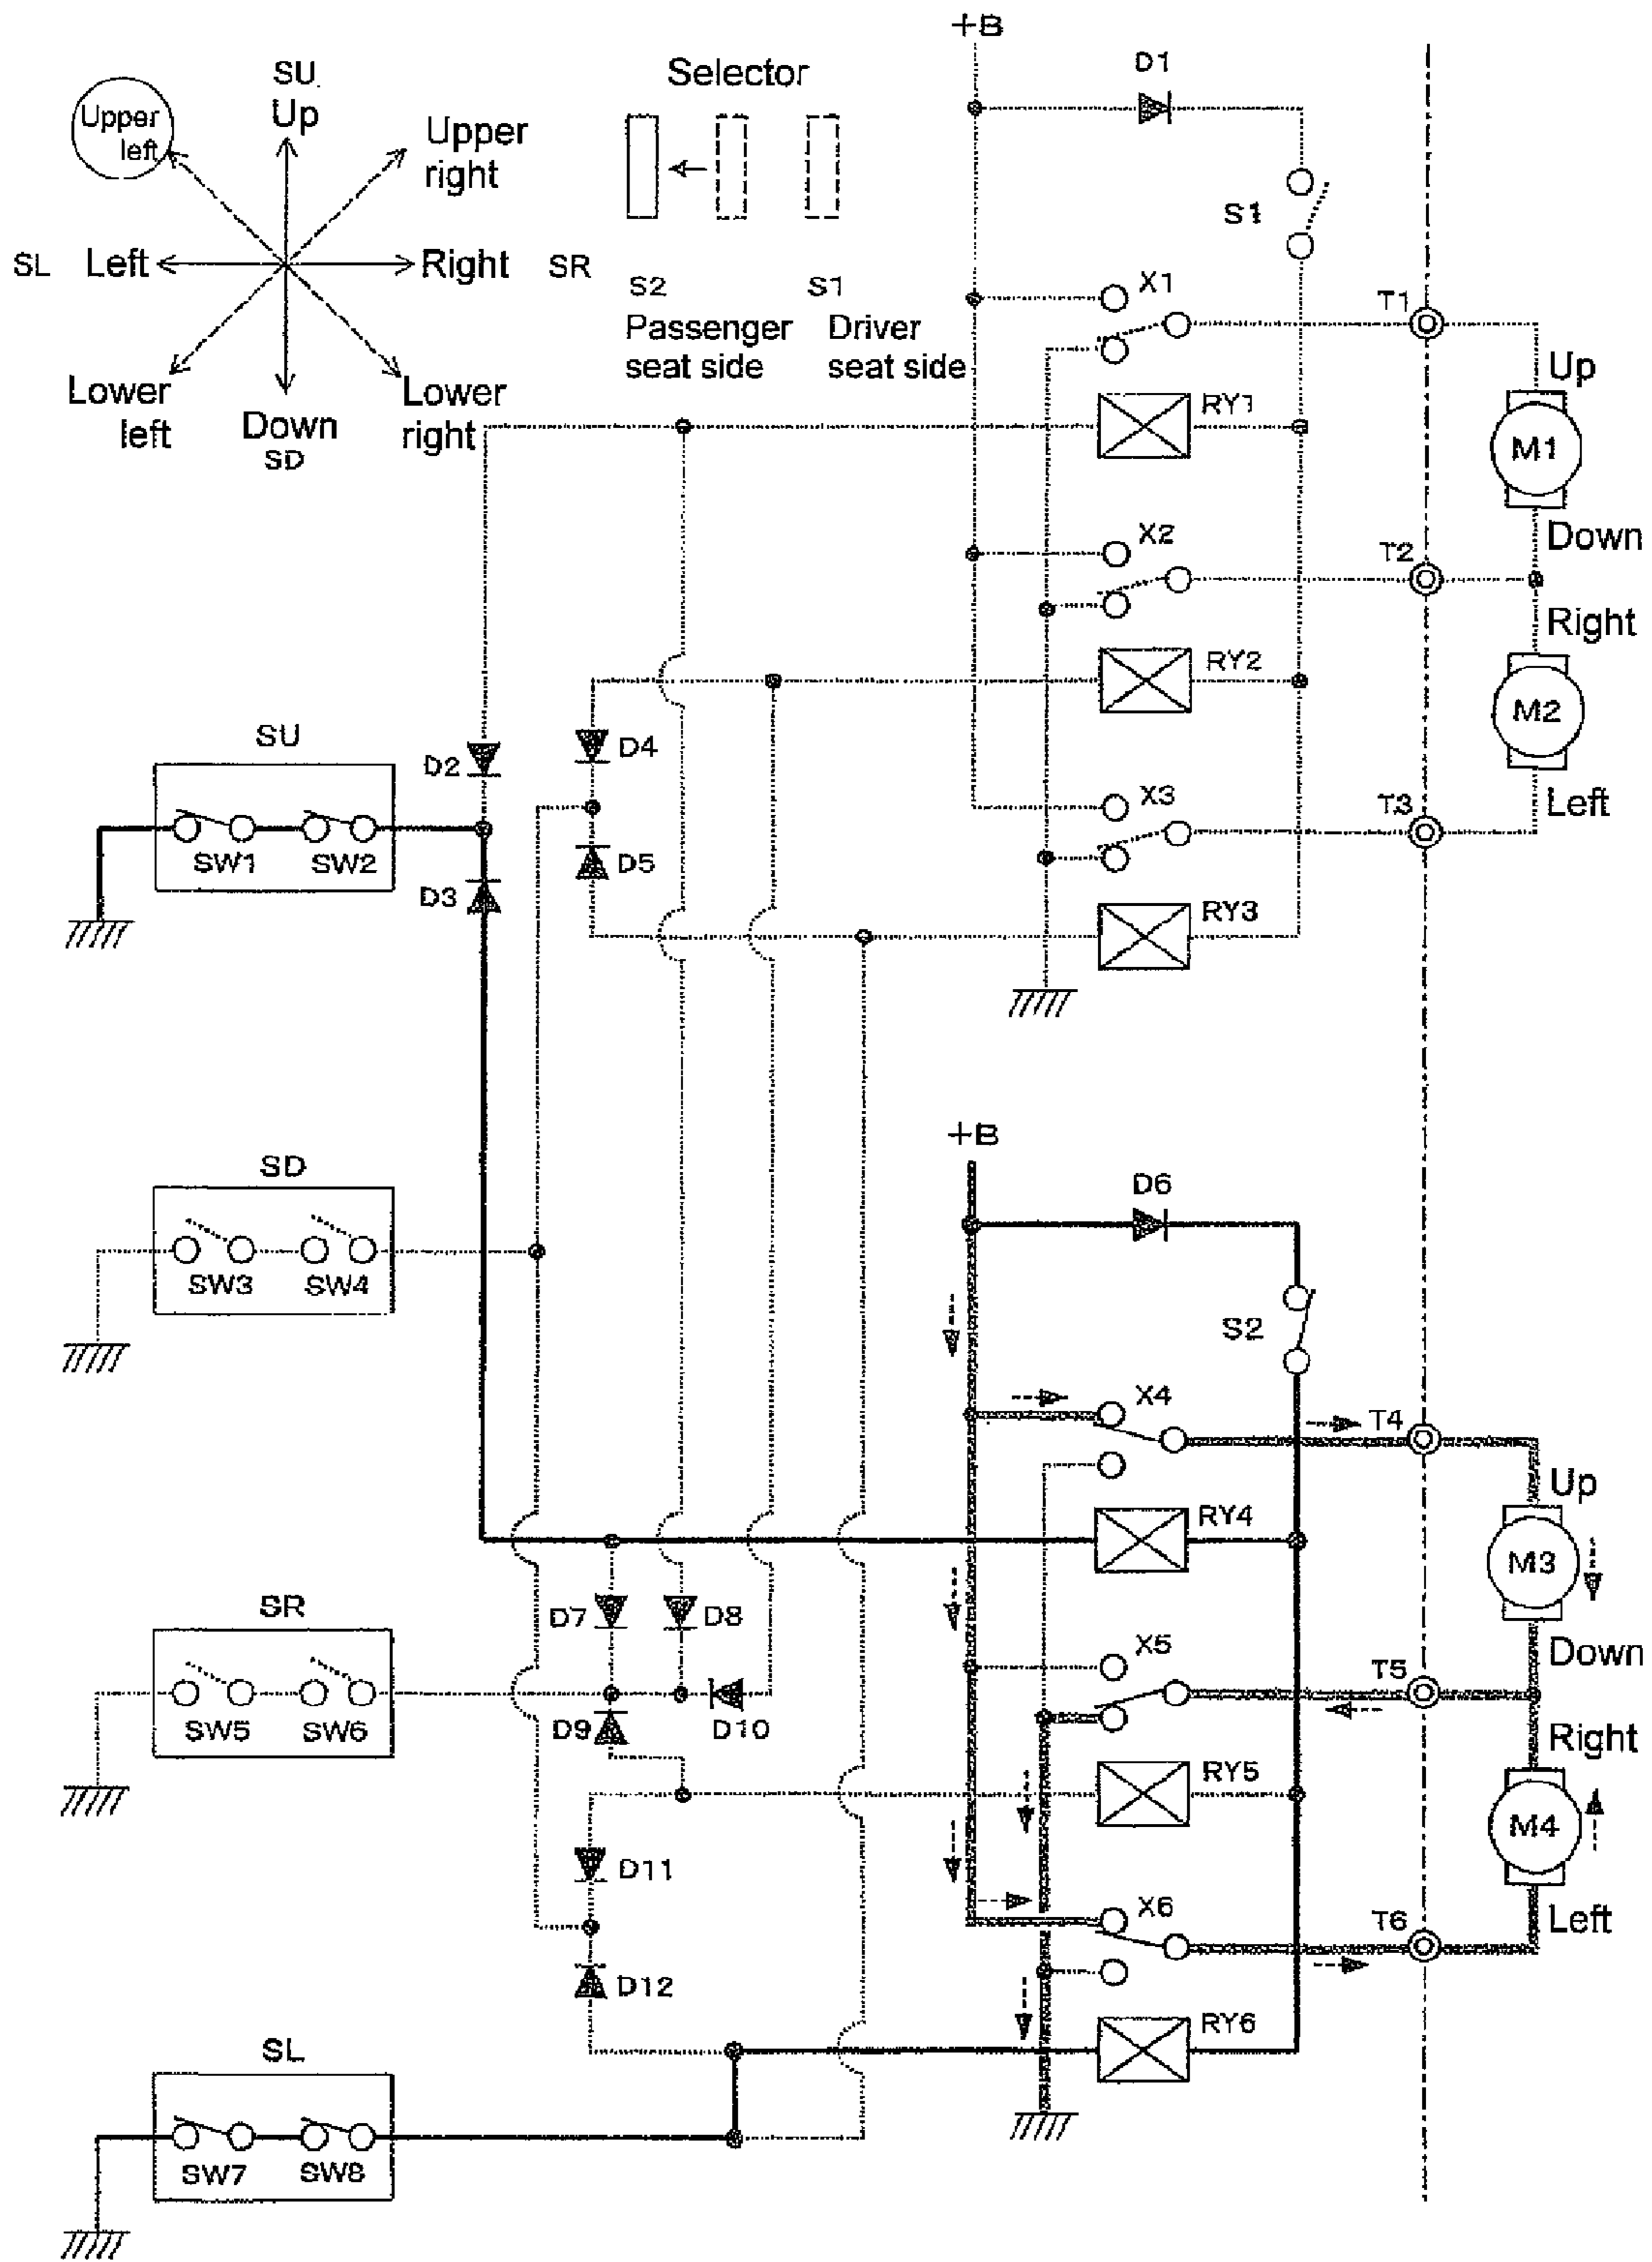 +B
D1
SU
Up
Selector
Upper
left
Upper
right
S1
SL
Left
Right
SR
S2
S1
X1
T1
Passenger
seat side
Driver
seat side
Up
Lower
left
Down
SD
Lower
right
RY1
M1
X2
T2
Down
Right
RY2
M2
SU
D2
D4
X3
T3
Left
SW1
SW2
D3
D5
RY3
+B
SD
D6
SW3
SW4
S2
X4
T4
Up
RY4
M3
SR
D7
D8
X5
T5
Down
SW5
SW6
D9
D10
Right
RY5
M4
D11
X6
T6
Left
D12
RY6
SL
SW7
SW8